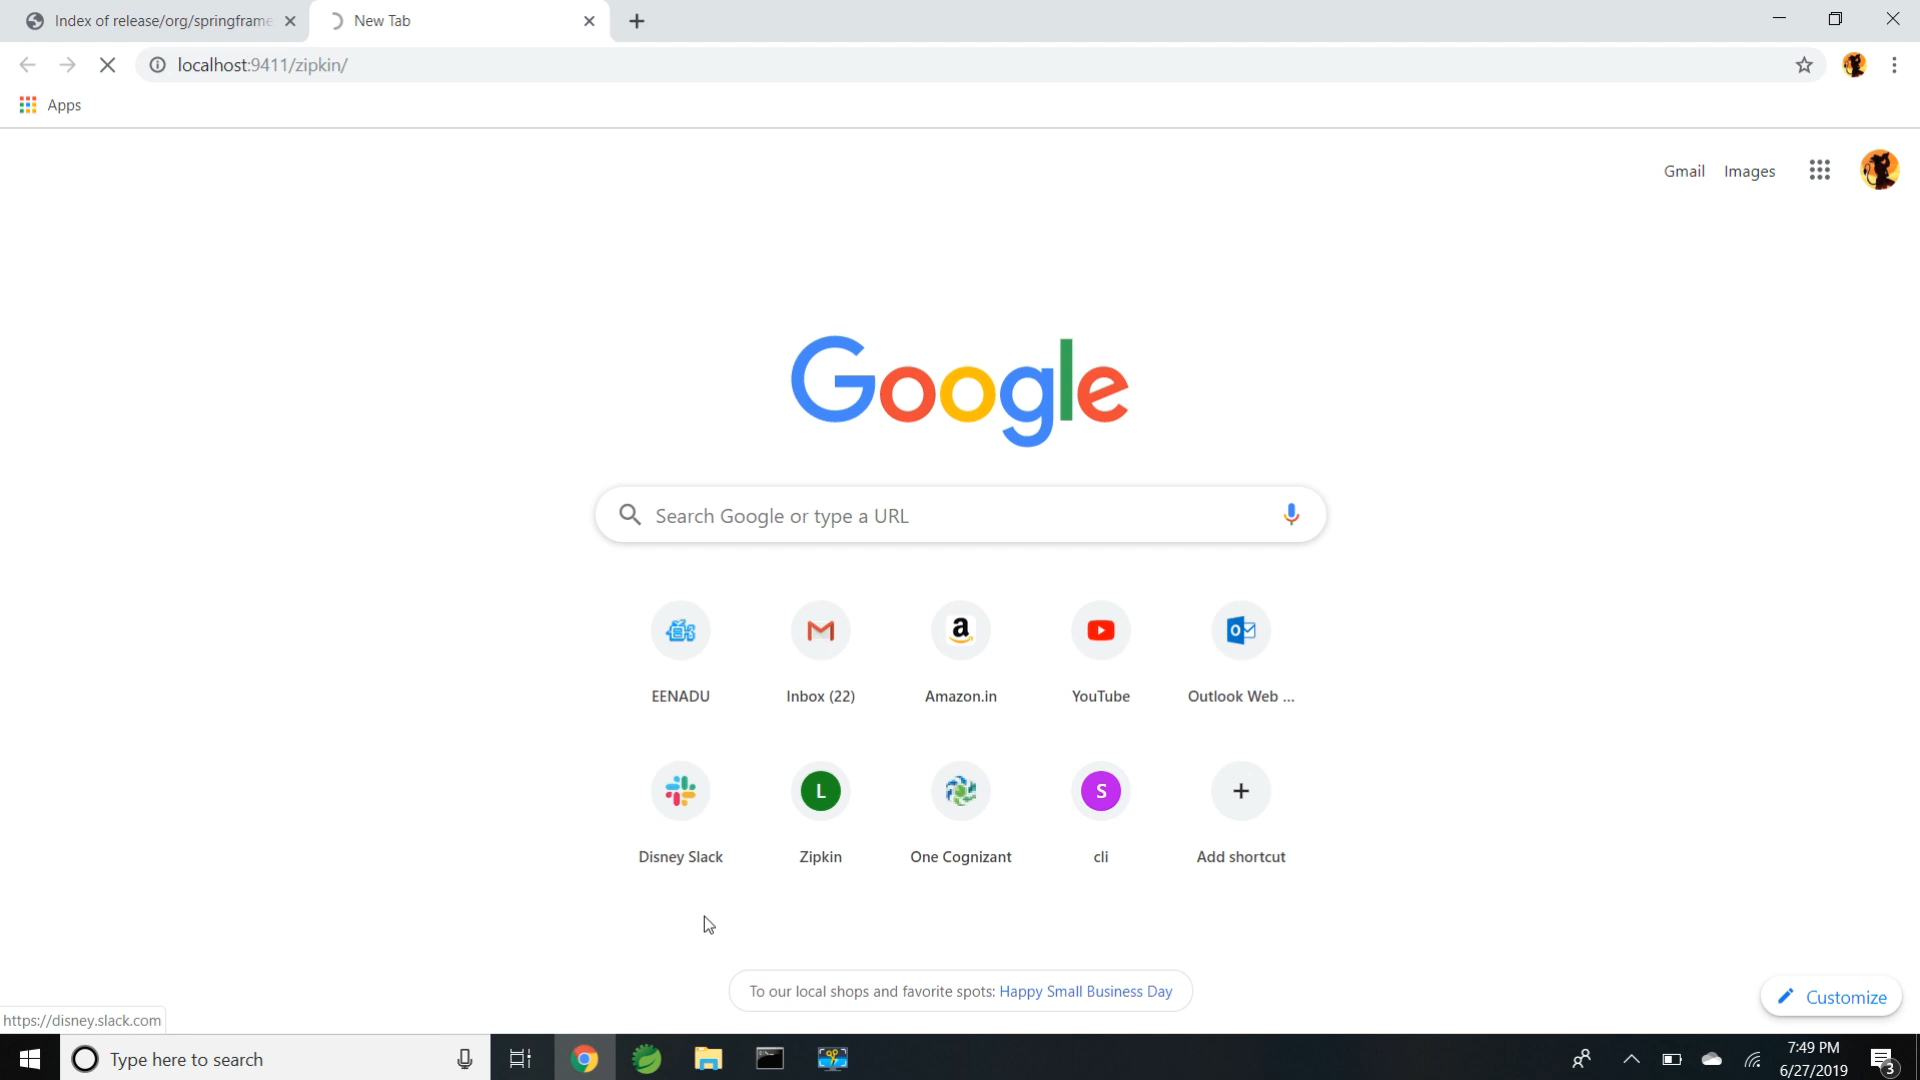 Index of release/org/springframe
New Tab
localhost:9411/zipkin/
Apps
Gmail
Images
Google
Search Google or type a URL
EENADU
Inbox (22)
Amazon.in
YouTube
Outlook Web ...
L
S
Disney Slack
Zipkin
One Cognizant
cli
Add shortcut
To our local shops and favorite spots: Happy Small Business Day
Customize
https://disney.slack.com
Type here to search
7:49 PM
6/27/2019
3